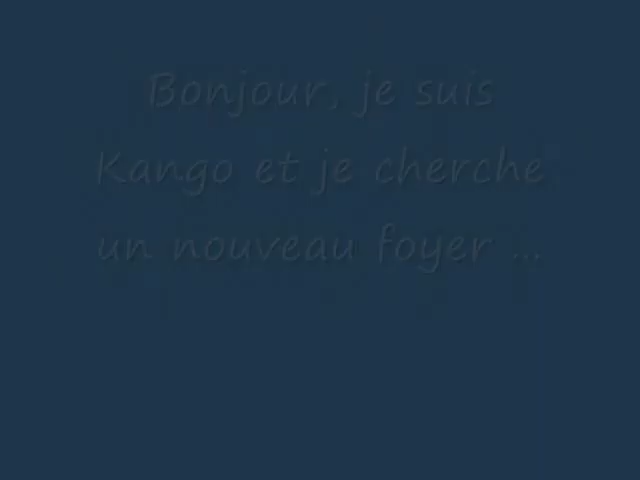 Bonjour, je suis
Kango et je cherche
un nouveau foyer ...